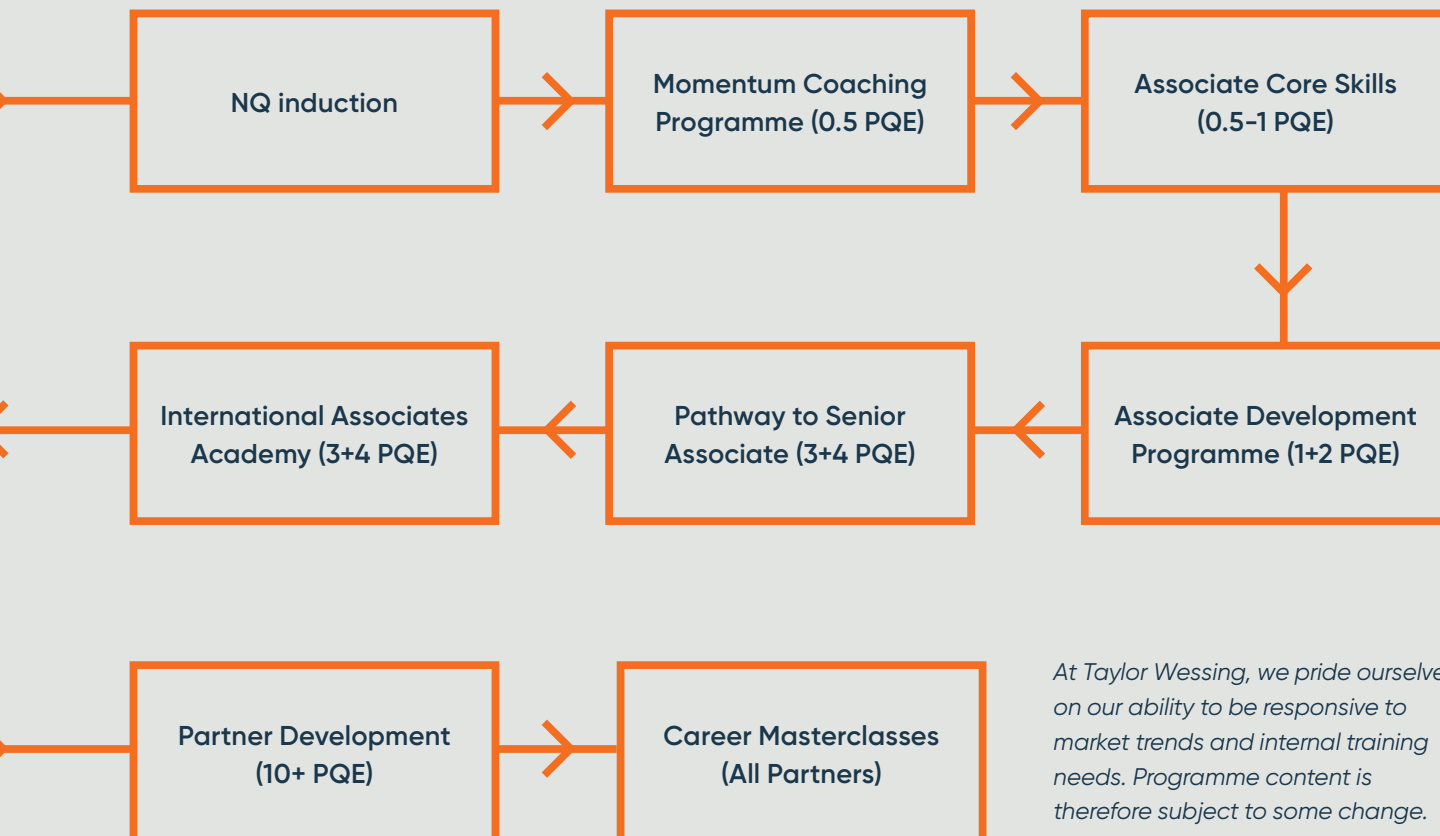 NQ induction
Momentum Coaching
Programme (0.5 PQE)
Associate Core Skills
(0.5-1 PQE)
International Associates
Academy (3+4 PQE)
Pathway to Senior
Associate (3+4 PQE)
Associate Development
Programme (1+2 PQE)
Partner Development
(10+ PQE)
Career Masterclasses
(All Partners)
At Taylor Wessing, we pride ourselve
on our ability to be responsive to
market trends and internal training
needs. Programme content is
therefore subject to some change.